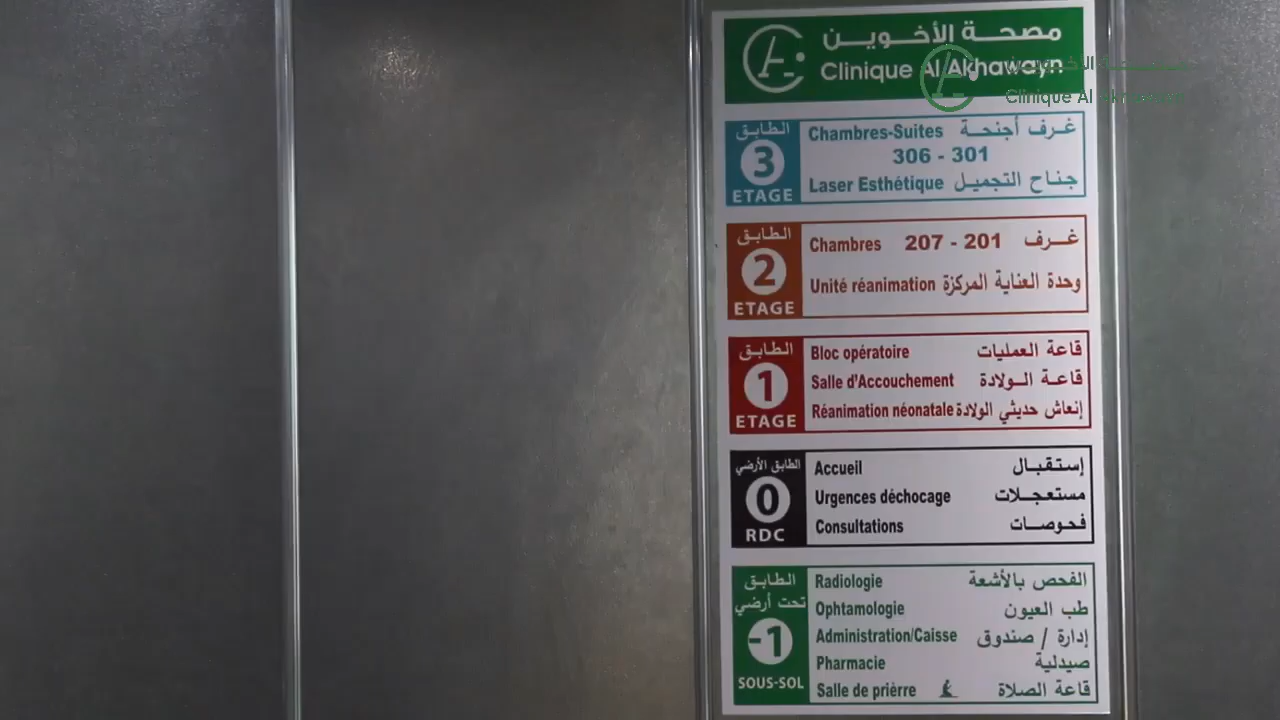 مصحة الأخوين
Clinique Al Akhawayn
Clinique Al
الطابق
3
ETAGE
Chambres-Suites غرف أجنحة
306 - 301
Laser Esthétique جناح التجميل
الطابق
2
ETAGE
Chambres 207 - 201 غرف
Unité réanimation وحدة العناية المركزة
الطابق
1
ETAGE
Bloc opératoire قاعة العمليات
Salle d'Accouchement قاعة الولادة
Réanimation néonatale إنعاش حديثي الولادة
الطابق الأرضي
0
RDC
Accueil إستقبال
Urgences déchocage مستعجلات
Consultations فحوصات
الطابق
تحت أرضي
-1
SOUS-SOL
Radiologie الفحص بالأشعة
Ophtamologie طب العيون
Administration/Caisse إدارة / صندوق
Pharmacie صيدلية
Salle de prièrre قاعة الصلاة